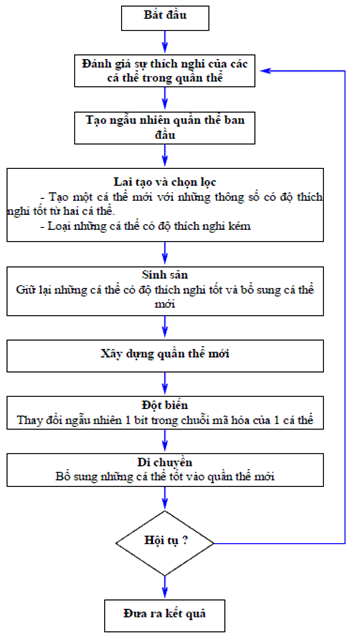 Bắt đầu
Đánh giá sự thích nghi của các
cá thể trong quần thể
Tạo ngẫu nhiên quần thể ban
đầu
Lai tạo và chọn lọc
- Tạo một cá thể mới với những thông số có độ thích
nghi tốt từ hai cá thể.
- Loại những cá thể có độ thích nghi kém
Sinh sản
Giữ lại những cá thể có độ thích nghi tốt và bổ sung cá thể
mới
Xây dựng quần thể mới
Đột biến
Thay đổi ngẫu nhiên 1 bit trong chuỗi mã hóa của 1 cá thể
Di chuyển
Bổ sung những cá thể tốt vào quần thể mới
Hội tụ ?
Đưa ra kết quả